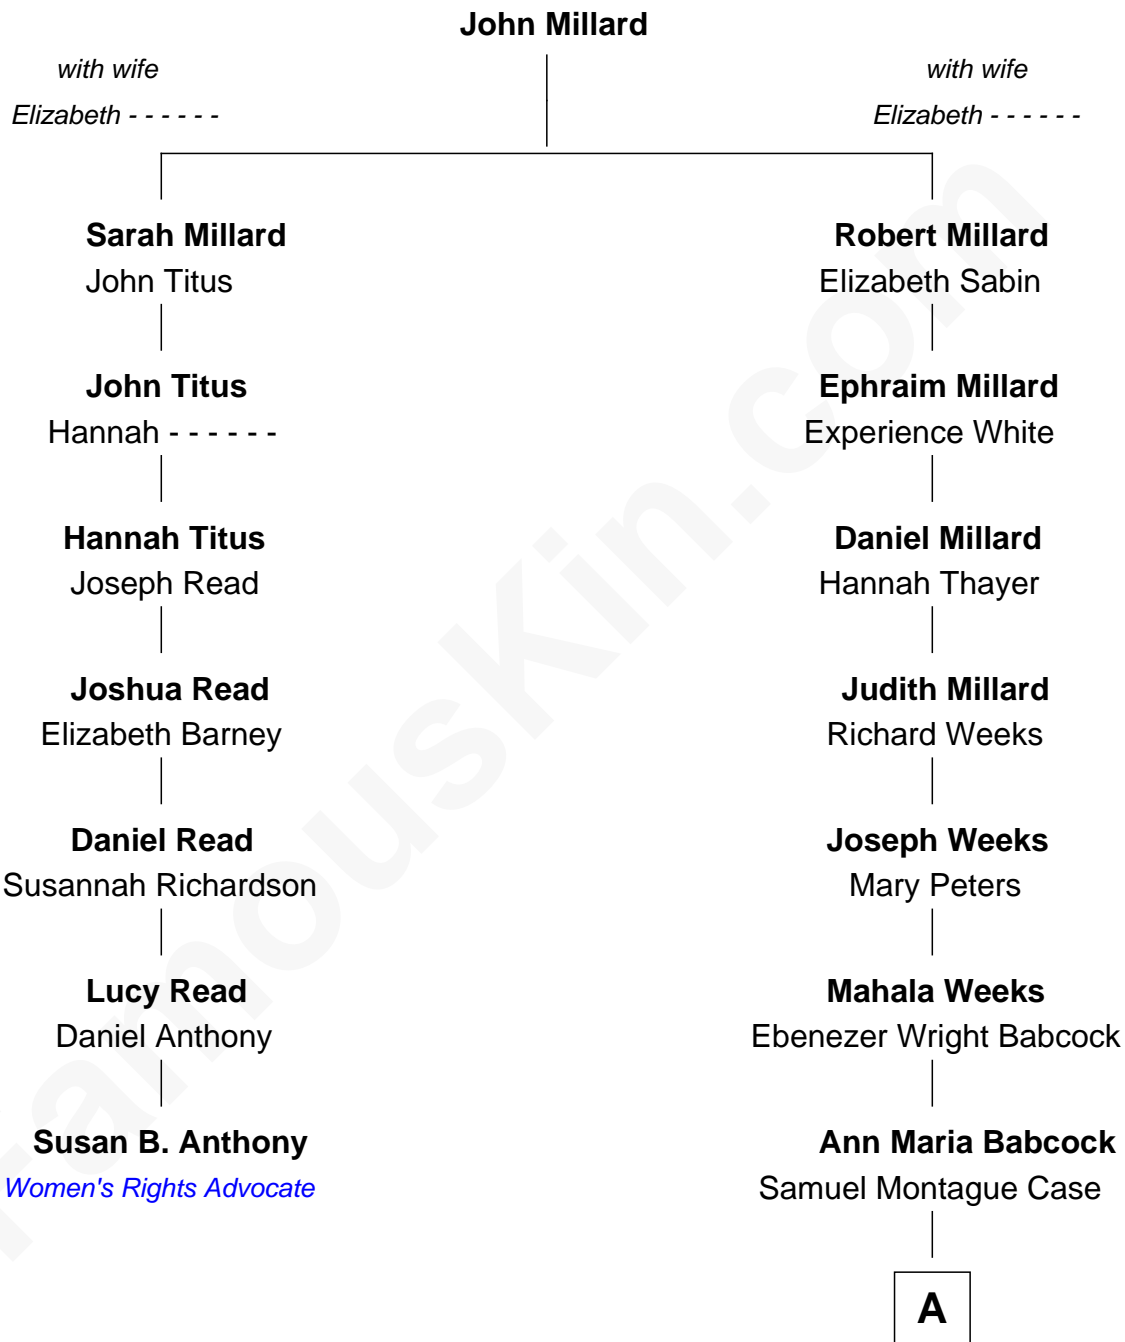 John Millard
with wife
Elizabeth - - - - - -
with wife
Elizabeth - - - - - -
Sarah Millard
John Titus
Robert Millard
Elizabeth Sabin
John Titus
Hannah - - - - - -
Ephraim Millard
Experience White
Hannah Titus
Joseph Read
Daniel Millard
Hannah Thayer
Joshua Read
Elizabeth Barney
Judith Millard
Richard Weeks
Daniel Read
Susannah Richardson
Joseph Weeks
Mary Peters
Lucy Read
Daniel Anthony
Mahala Weeks
Ebenezer Wright Babcock
Susan B. Anthony
Women's Rights Advocate
Ann Maria Babcock
Samuel Montague Case
A
FamousKin.com